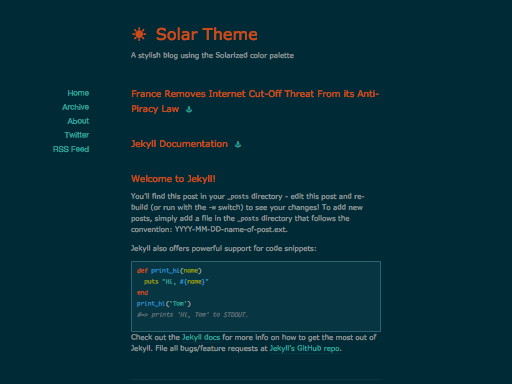 Solar Theme
A stylish blog using the Solarized color palette
Home
Archive
About
Twitter
RSS Feed
France Removes Internet Cut-Off Threat From its Anti-
Piracy Law
Jekyll Documentation
Welcome to Jekyll!
You'll find this post in your _posts directory - edit this post and re-
build (or run with the -w switch) to see your changes! To add new
posts, simply add a file in the _posts directory that follows the
convention: YYYY-MM-DD-name-of-post.ext.
Jekyll also offers powerful support for code snippets:
def print_hi(name)
  puts "Hi, #{name}"
end
print_hi("Tom")
#=> prints 'Hi, Tom' to STDOUT.
Check out the Jekyll docs for more info on how to get the most out of
Jekyll. File all bugs/feature requests at Jekyll's GitHub repo.